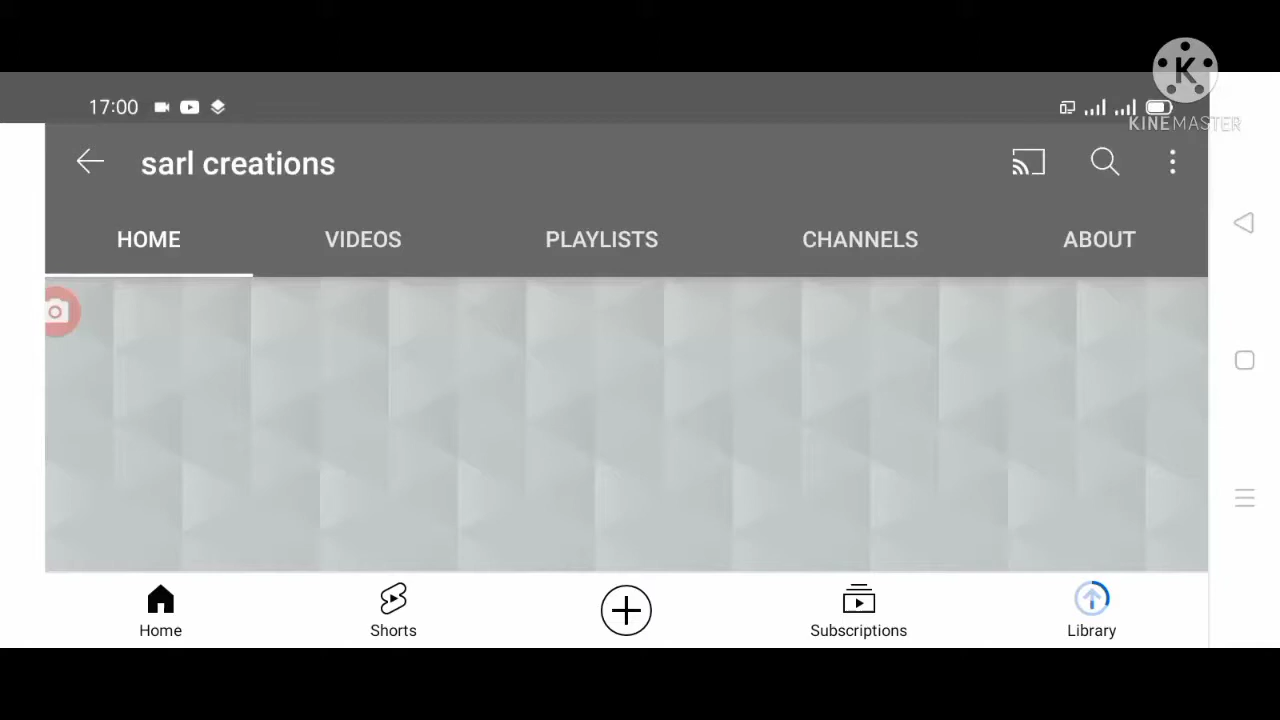 17:00
KINEMASTER
sarl creations
HOME VIDEOS PLAYLISTS CHANNELS ABOUT
Home Shorts Subscriptions Library